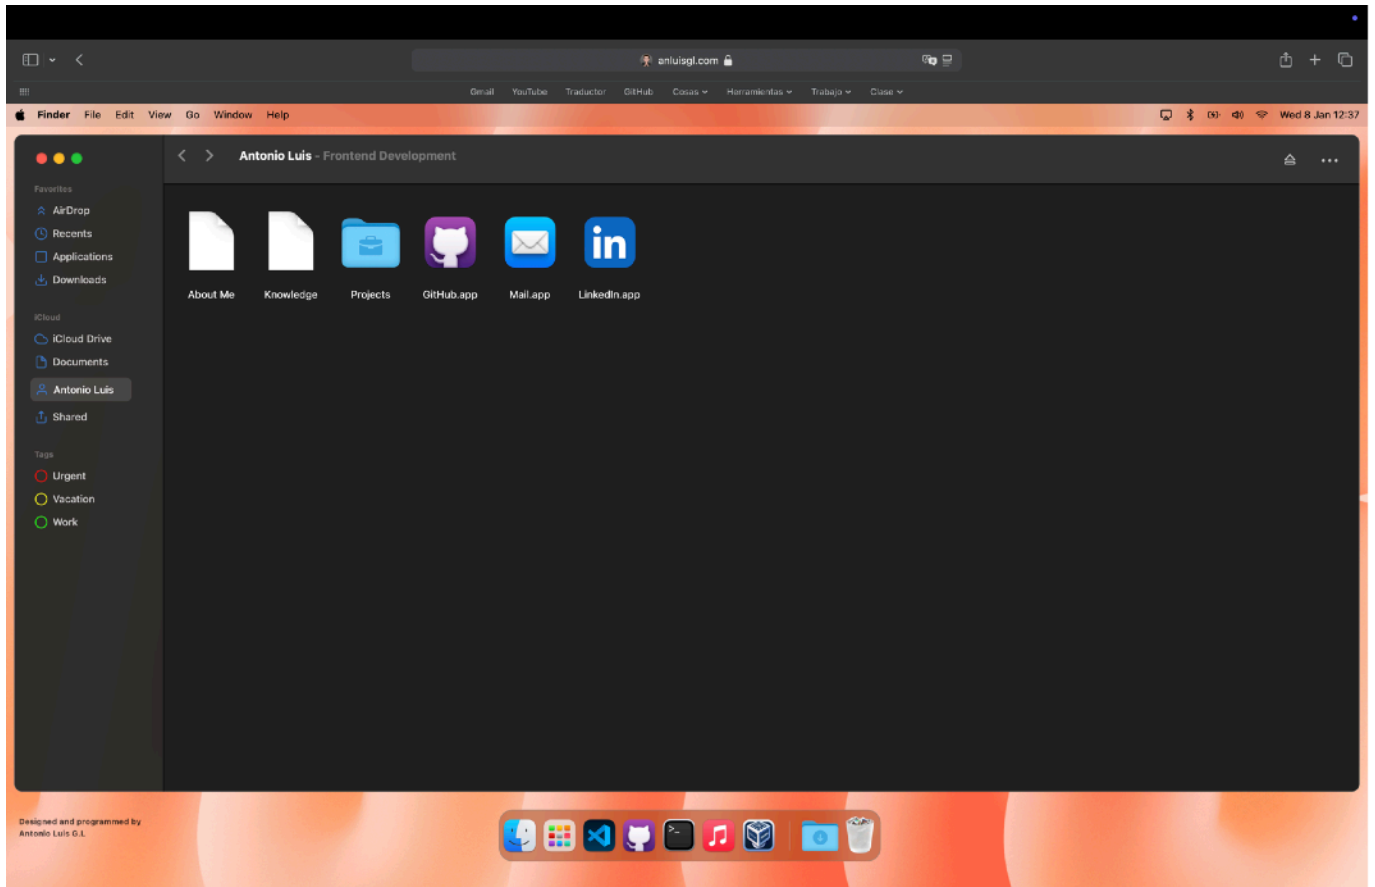 anluisgl.com
Gmail YouTube Traductor GitHub Cosas Herramientas Trabajo Clase
Finder File Edit View Go Window Help Wed 8 Jan 12:37
Antonio Luis - Frontend Development
Favorites
AirDrop
Recents
Applications
Downloads
iCloud
iCloud Drive
Documents
Antonio Luis
Shared
Tags
Urgent
Vacation
Work
About Me Knowledge Projects GitHub.app Mail.app LinkedIn.app
Designed and programmed by
Antonio Luis G.L